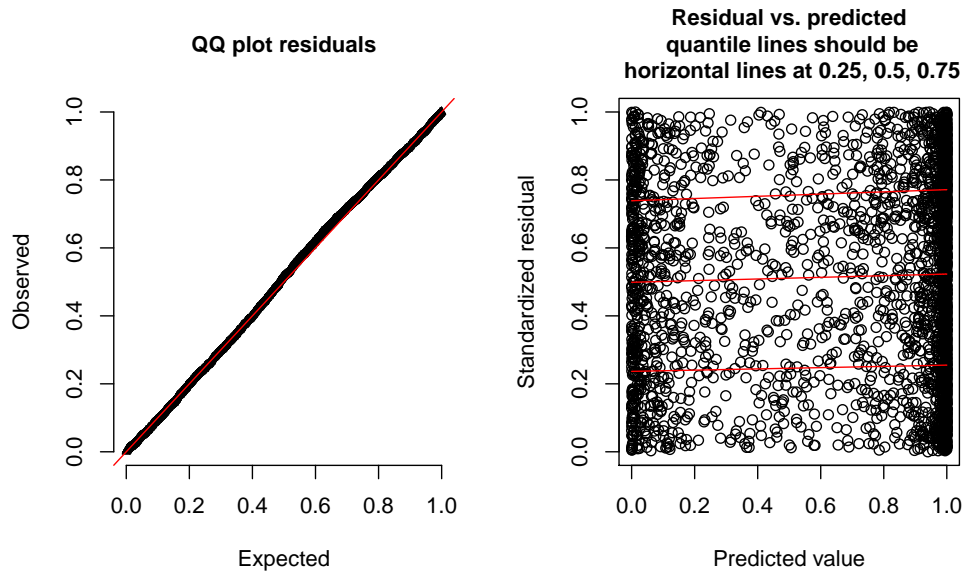 QQ plot residuals
Observed
0.0 0.2 0.4 0.6 0.8 1.0
0.0 0.2 0.4 0.6 0.8 1.0
Expected
Residual vs. predicted
quantile lines should be
horizontal lines at 0.25, 0.5, 0.75
Standardized residual
0.0 0.2 0.4 0.6 0.8 1.0
0.0 0.2 0.4 0.6 0.8 1.0
Predicted value